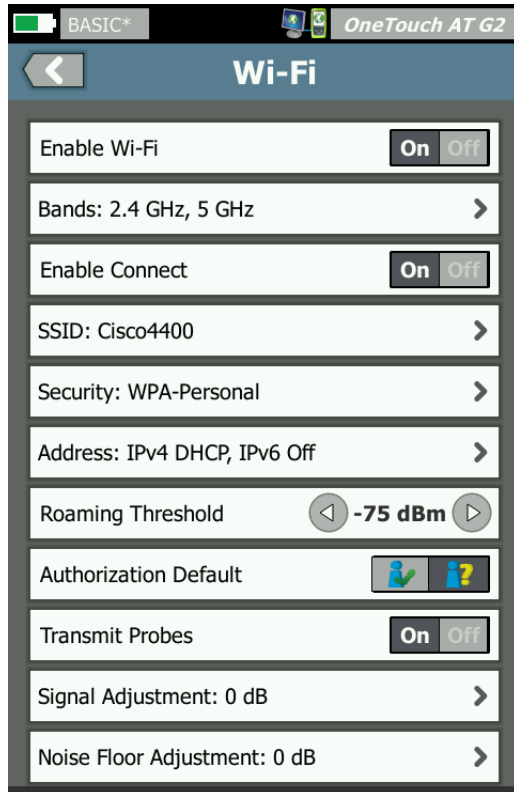 BASIC*
OneTouch AT G2
Wi-Fi
Enable Wi-Fi On Off
Bands: 2.4 GHz, 5 GHz
Enable Connect On Off
SSID: Cisco4400
Security: WPA-Personal
Address: IPv4 DHCP, IPv6 Off
Roaming Threshold -75 dBm
Authorization Default ?
Transmit Probes On Off
Signal Adjustment: 0 dB
Noise Floor Adjustment: 0 dB